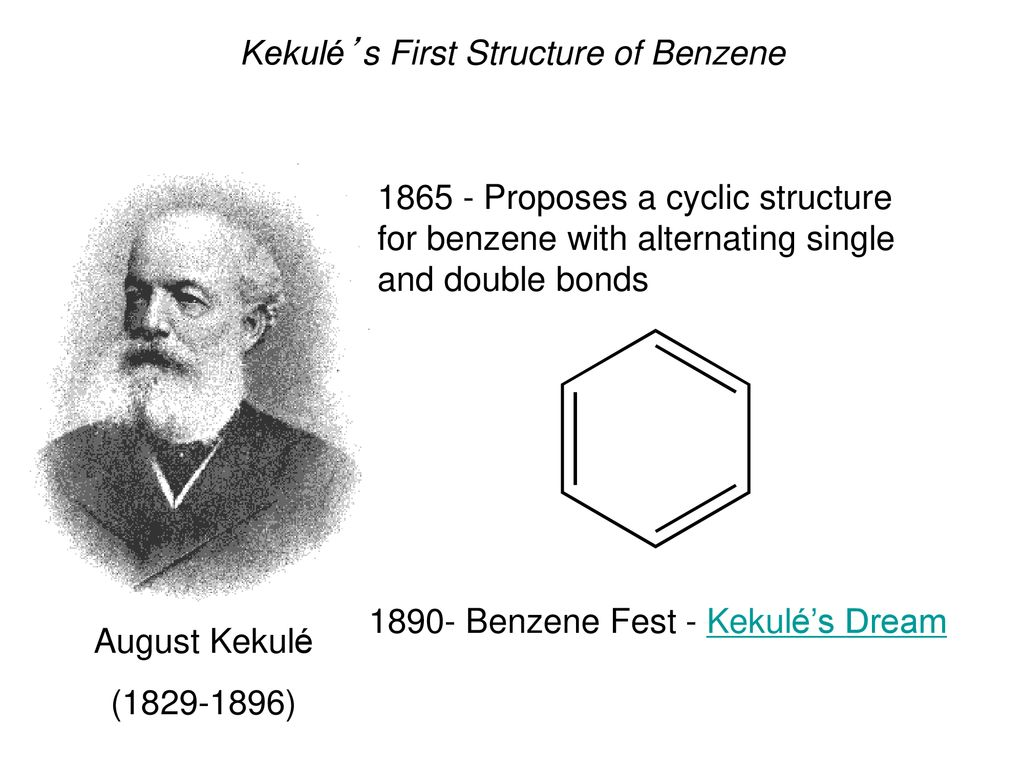 Kekulé’s First Structure of Benzene
1865 - Proposes a cyclic structure
for benzene with alternating single
and double bonds
1890- Benzene Fest - Kekulé’s Dream
August Kekulé
(1829-1896)